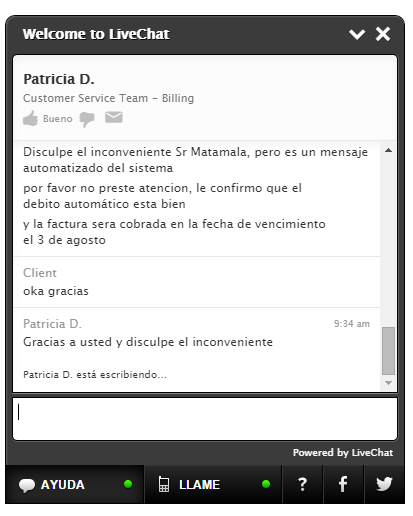 Welcome to LiveChat
Patricia D.
Customer Service Team - Billing
Bueno
Disculpe el inconveniente Sr Matamala, pero es un mensaje
automatizado del sistema
por favor no preste atencion, le confirmo que el
debito automático esta bien
y la factura sera cobrada en la fecha de vencimiento
el 3 de agosto
Client
oka gracias
Patricia D. 9:34 am
Gracias a usted y disculpe el inconveniente
Patricia D. está escribiendo...
Powered by LiveChat
AYUDA LLAME ? f